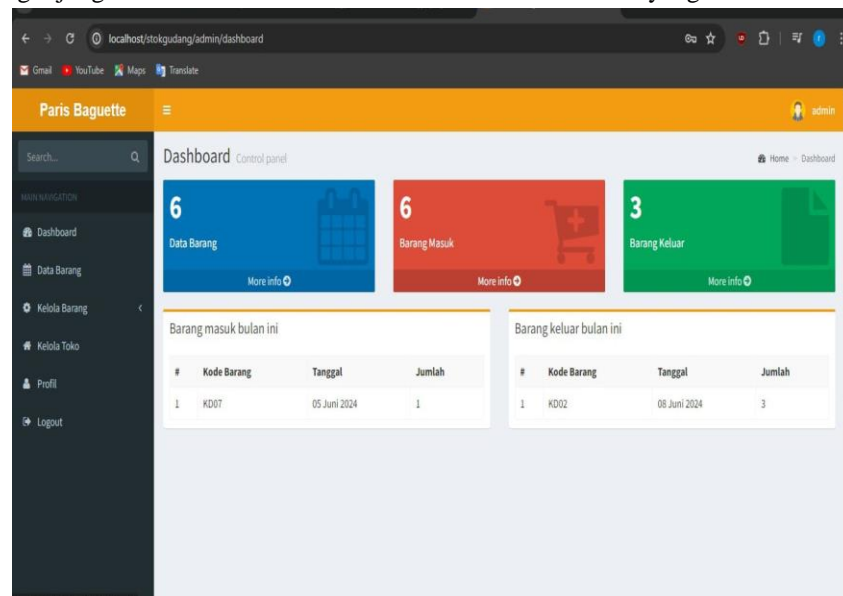 localhost/stokgudang/admin/dashboard
Gmail YouTube Maps Translate
Paris Baguette
admin
Search...
Dashboard Control panel
Home > Dashboard
MAIN NAVIGATION
Dashboard
Data Barang
Kelola Barang
Kelola Toko
Profil
Logout
6
Data Barang
More info
6
Barang Masuk
More info
3
Barang Keluar
More info
Barang masuk bulan ini
# Kode Barang Tanggal Jumlah
1 KD07 05 Juni 2024 1
Barang keluar bulan ini
# Kode Barang Tanggal Jumlah
1 KD02 08 Juni 2024 3